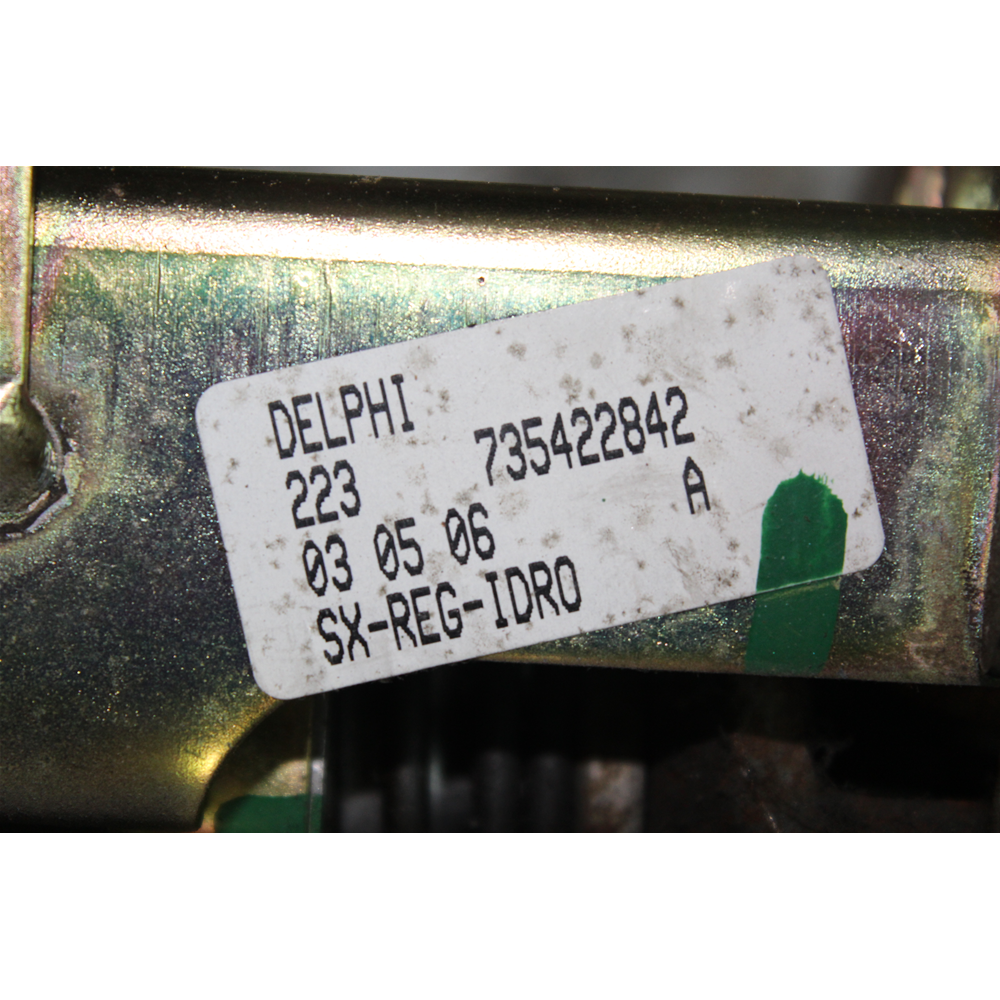 DELPHI
223 735422842
03 05 06 A
SX-REG-IDRO